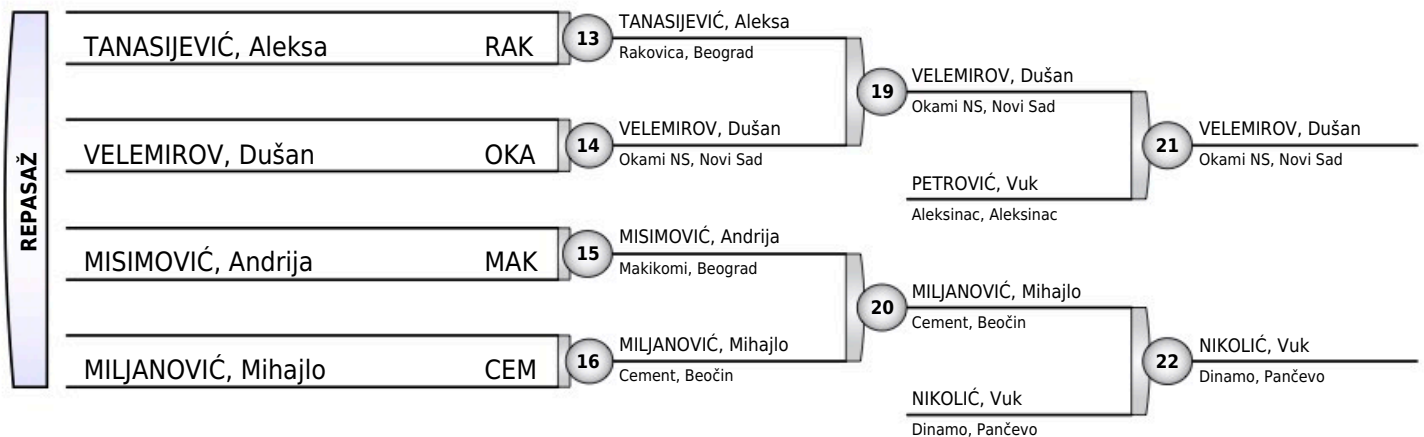 REPASAŽ
TANASIJEVIĆ, Aleksa RAK
13
TANASIJEVIĆ, Aleksa
Rakovica, Beograd
VELEMIROV, Dušan OKA
14
VELEMIROV, Dušan
Okami NS, Novi Sad
MISIMOVIĆ, Andrija MAK
15
MISIMOVIĆ, Andrija
Makikomi, Beograd
MILJANOVIĆ, Mihajlo CEM
16
MILJANOVIĆ, Mihajlo
Cement, Beočin
19
VELEMIROV, Dušan
Okami NS, Novi Sad
PETROVIĆ, Vuk
Aleksinac, Aleksinac
20
MILJANOVIĆ, Mihajlo
Cement, Beočin
NIKOLIĆ, Vuk
Dinamo, Pančevo
21
VELEMIROV, Dušan
Okami NS, Novi Sad
22
NIKOLIĆ, Vuk
Dinamo, Pančevo